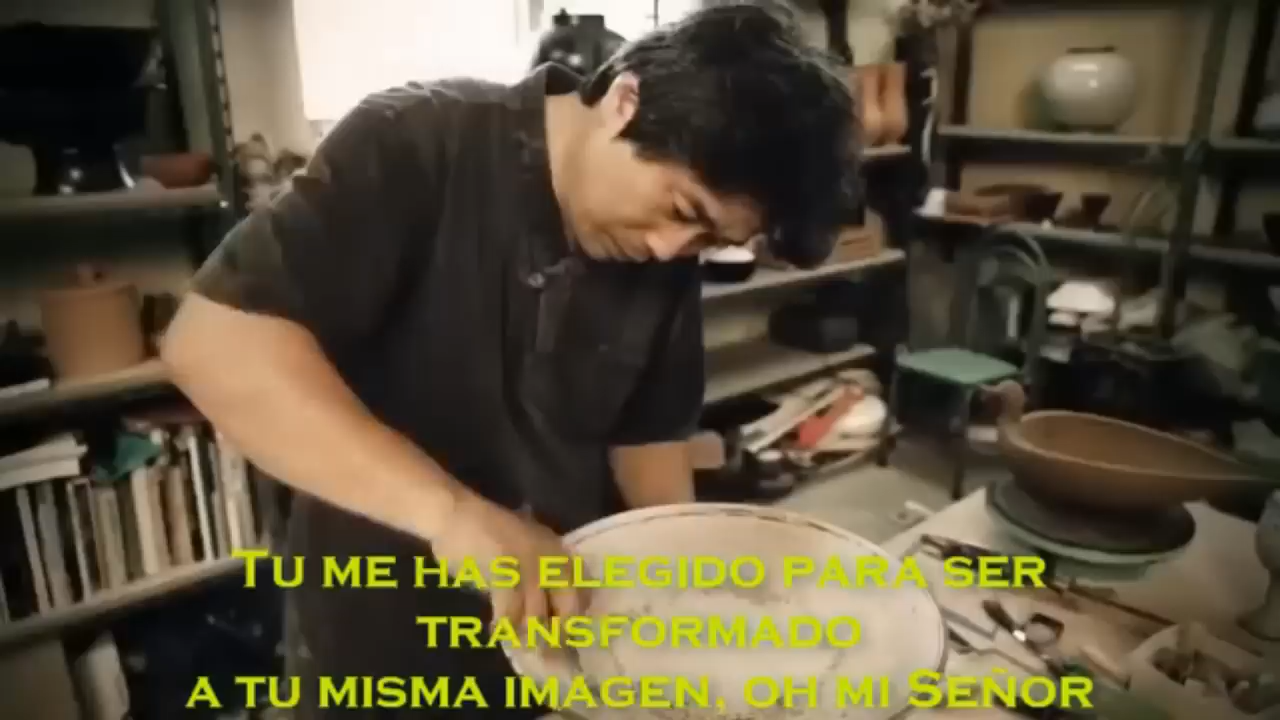 Tu me has elegido para ser
transformado
a tu misma imagen, oh mi Señor